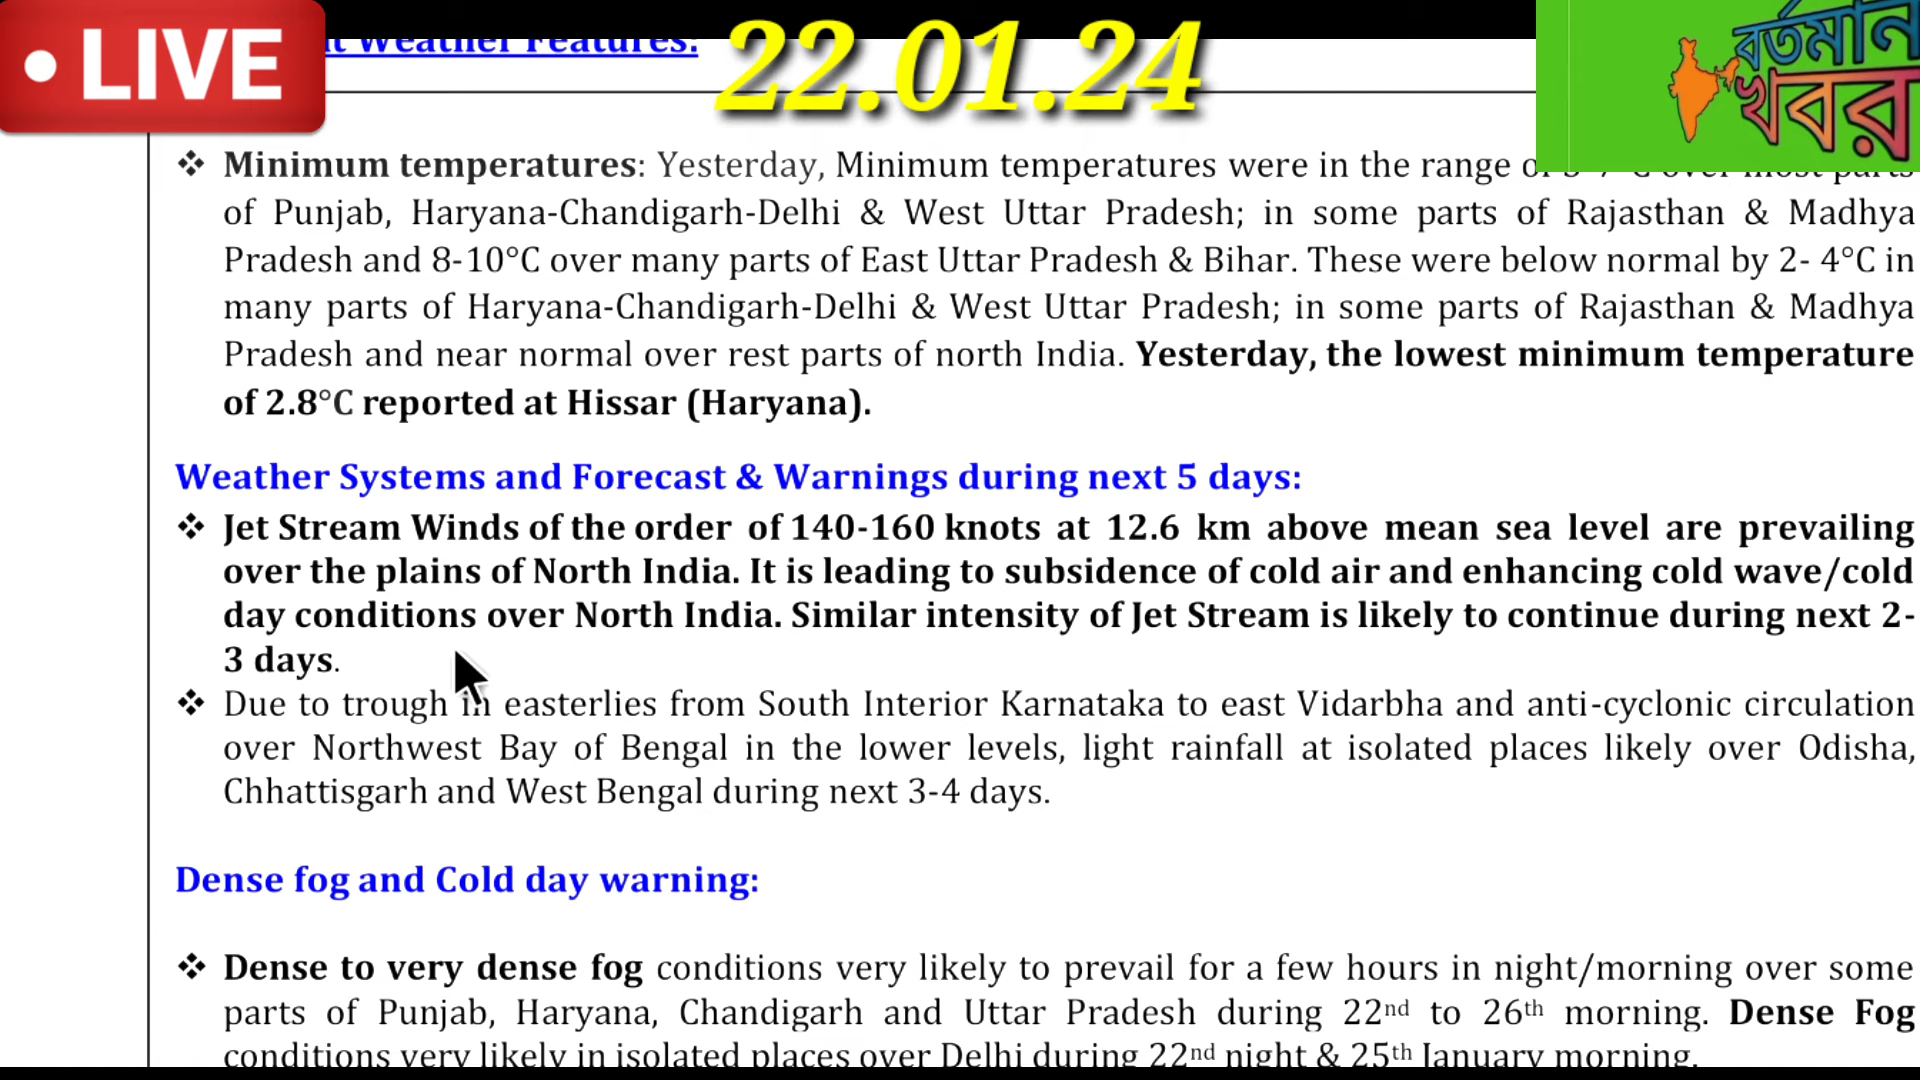 LIVE
Weather Features:
22.01.24
বর্তমান
খবর
❖ Minimum temperatures: Yesterday, Minimum temperatures were in the range over most parts
of Punjab, Haryana-Chandigarh-Delhi & West Uttar Pradesh; in some parts of Rajasthan & Madhya
Pradesh and 8-10°C over many parts of East Uttar Pradesh & Bihar. These were below normal by 2- 4°C in
many parts of Haryana-Chandigarh-Delhi & West Uttar Pradesh; in some parts of Rajasthan & Madhya
Pradesh and near normal over rest parts of north India. Yesterday, the lowest minimum temperature
of 2.8°C reported at Hissar (Haryana).
Weather Systems and Forecast & Warnings during next 5 days:
❖ Jet Stream Winds of the order of 140-160 knots at 12.6 km above mean sea level are prevailing
over the plains of North India. It is leading to subsidence of cold air and enhancing cold wave/cold
day conditions over North India. Similar intensity of Jet Stream is likely to continue during next 2-
3 days.
❖ Due to trough in easterlies from South Interior Karnataka to east Vidarbha and anti-cyclonic circulation
over Northwest Bay of Bengal in the lower levels, light rainfall at isolated places likely over Odisha,
Chhattisgarh and West Bengal during next 3-4 days.
Dense fog and Cold day warning:
❖ Dense to very dense fog conditions very likely to prevail for a few hours in night/morning over some
parts of Punjab, Haryana, Chandigarh and Uttar Pradesh during 22nd to 26th morning. Dense Fog
conditions very likely in isolated places over Delhi during 22nd night & 25th January morning.